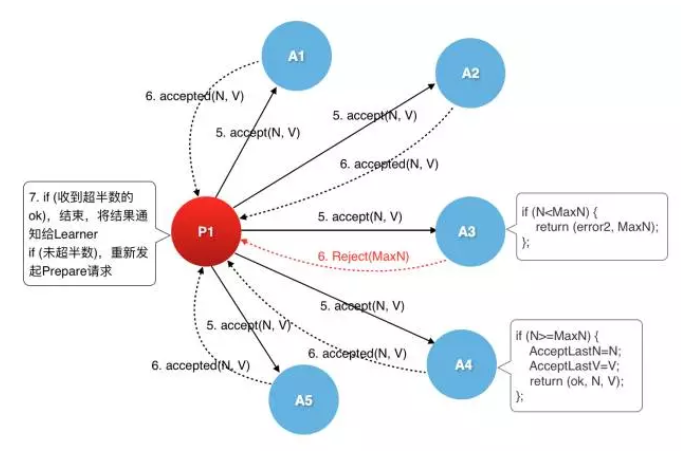 A1
A2
6. accepted(N, V)
5. accept(N, V)
5. accept(N, V)
6. accepted(N, V)
7. if (收到超半数的
ok)，结束，将结果通
知给Learner
if (未超半数)，重新发
起Prepare请求
P1
5. accept(N, V)
A3
if (N<MaxN) {
return (error2, MaxN);
};
6. Reject(MaxN)
5. accept(N, V)
5. accept(N, V)
6. accepted(N, V)
6. accepted(N, V)
A4
if (N>=MaxN) {
AcceptLastN=N;
AcceptLastV=V;
return (ok, N, V);
};
A5